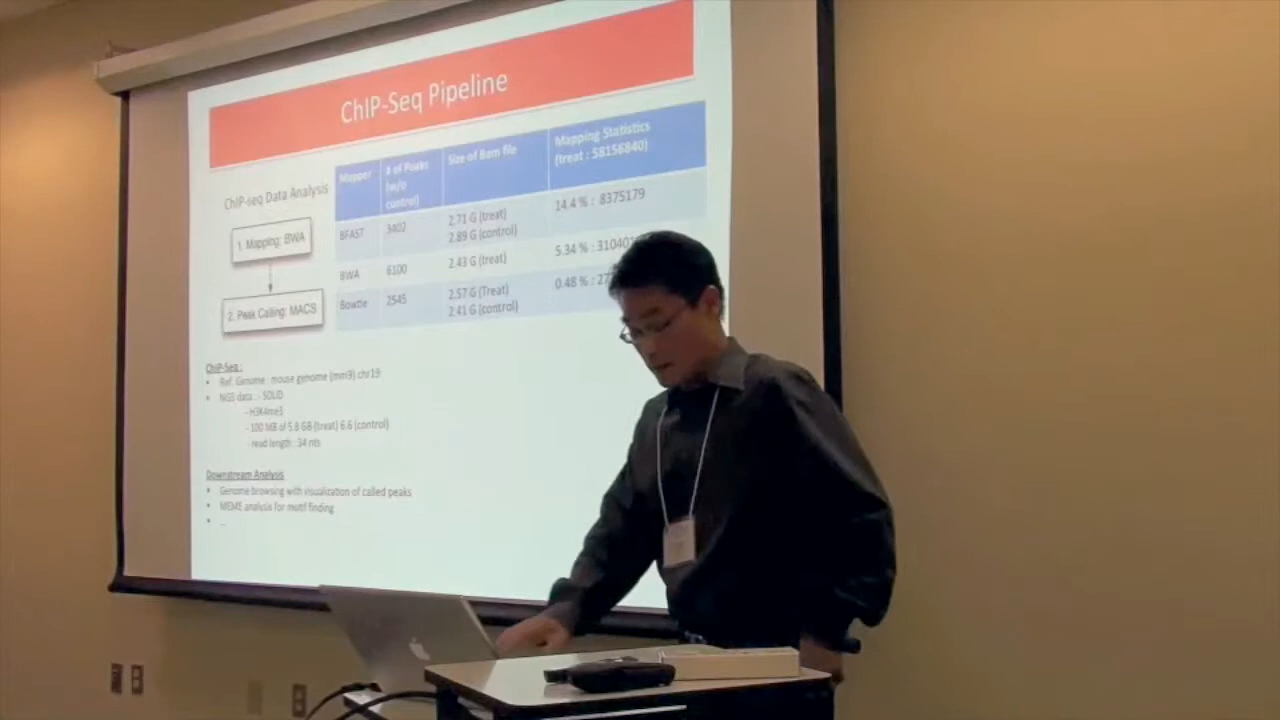 ChIP-Seq Pipeline
ChIP-seq Data Analysis
1. Mapping: BWA
2. Peak Calling: MACS
Mapper
# of Peaks
(w/o
control)
Size of Bam file
Mapping Statistics
(treat : 58156840)
BFAST
3402
2.71 G (treat)
2.89 G (control)
14.4 % : 8375179
BWA
6100
2.43 G (treat)
5.34 % :
Bowtie
2545
2.57 G (Treat)
2.41 G (control)
0.48 % :
ChIP-Seq :
• Ref. Genome : mouse genome (mm9) chr19
• NGS data : - SOLiD
- H3K4me3
- 100 MB of 5.8 GB (treat) 6.6 (control)
- read length : 34 nts
Downstream Analysis
• Genome browsing with visualization of called peaks
• MEME analysis for motif finding
• ...